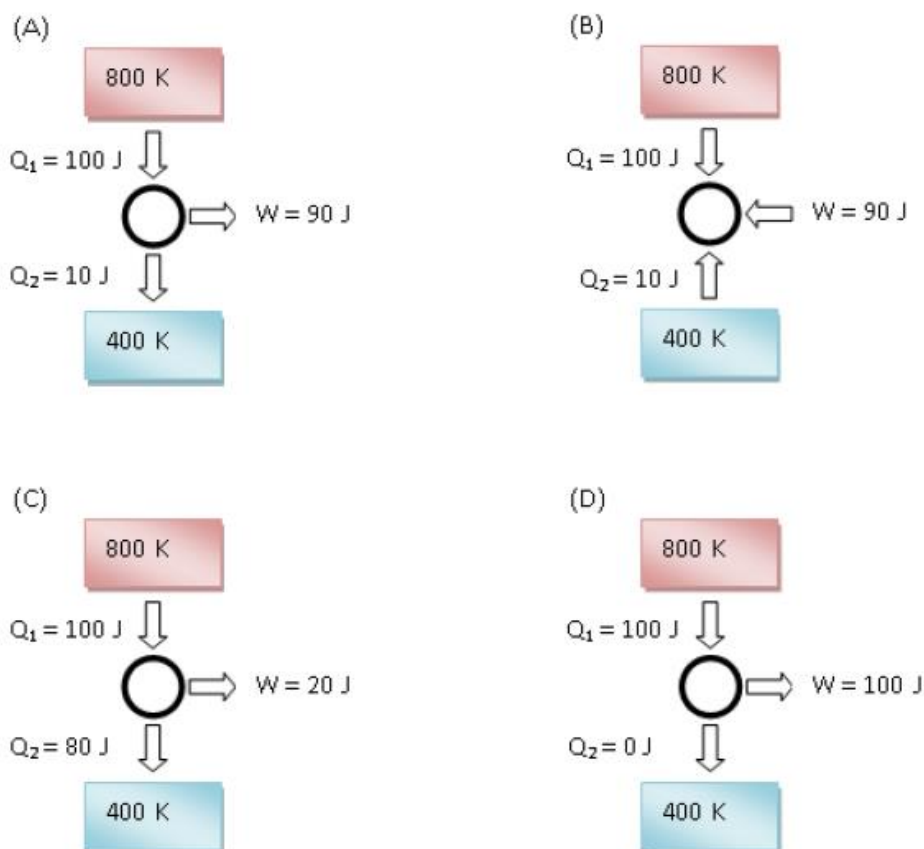 (A)
800 K
Q₁ = 100 J
W = 90 J
Q₂ = 10 J
400 K
(B)
800 K
Q₁ = 100 J
W = 90 J
Q₂ = 10 J
400 K
(C)
800 K
Q₁ = 100 J
W = 20 J
Q₂ = 80 J
400 K
(D)
800 K
Q₁ = 100 J
W = 100 J
Q₂ = 0 J
400 K